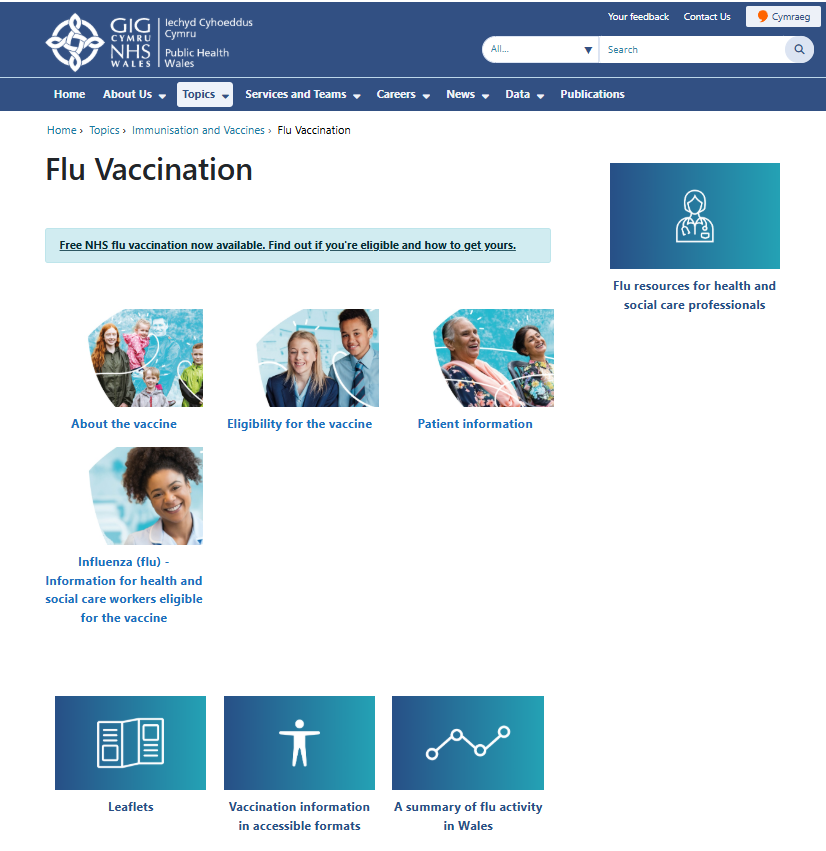 Your feedback
Contact Us
Cymraeg
GIG
CYMRU
NHS
WALES
Iechyd Cyhoeddus
Cymru
Public Health
Wales
All...
Search
Home
About Us
Topics
Services and Teams
Careers
News
Data
Publications
Home › Topics › Immunisation and Vaccines › Flu Vaccination
Flu Vaccination
Free NHS flu vaccination now available. Find out if you're eligible and how to get yours.
Flu resources for health and
social care professionals
About the vaccine
Eligibility for the vaccine
Patient information
Influenza (flu) -
Information for health and
social care workers eligible
for the vaccine
Leaflets
Vaccination information
in accessible formats
A summary of flu activity
in Wales